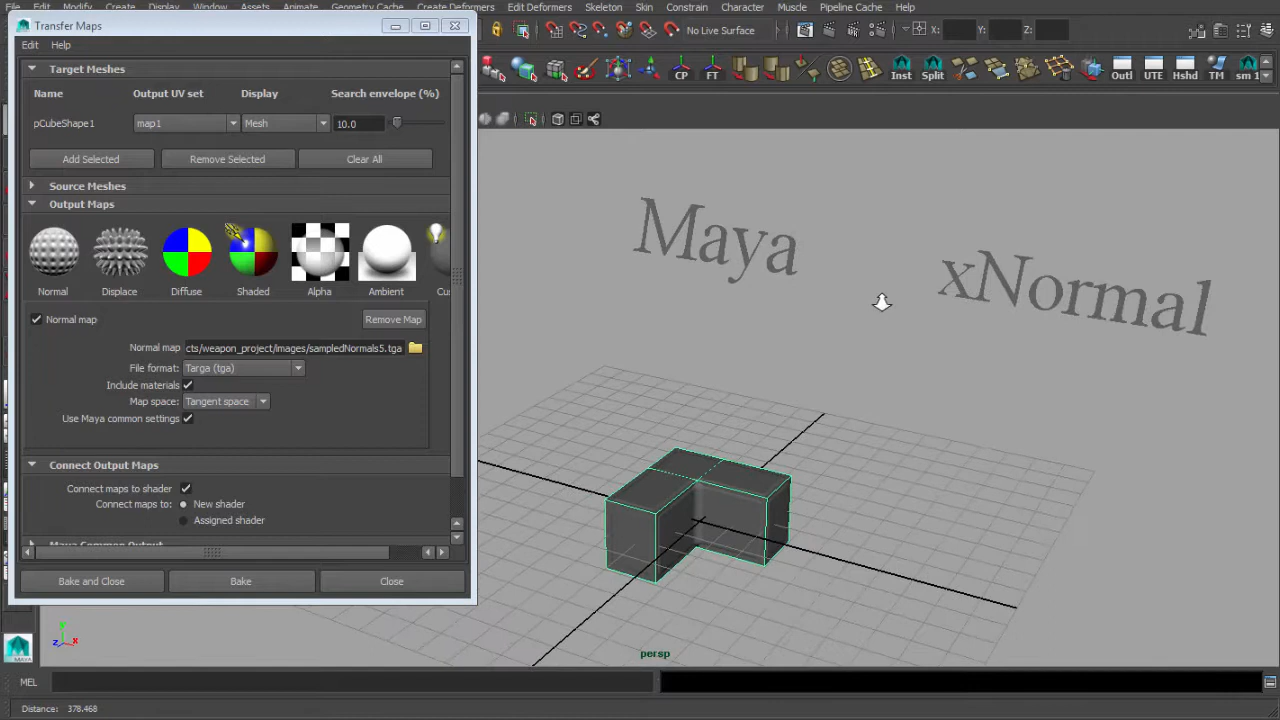 File Edit Modify Create Display Window Assets Animate Geometry Cache Create Deformers Edit Deformers Skeleton Skin Constrain Character Muscle Pipeline Cache Help
Transfer Maps
No Live Surface
X:
Y:
Z:
Edit Help
CP
FT
Inst
Split
Outl
UTE
Hshd
TM
sm 1
Target Meshes
Name Output UV set Display Search envelope (%)
pCubeShape1 map1 Mesh 10.0
Add Selected Remove Selected Clear All
Source Meshes
Output Maps
Normal Displace Diffuse Shaded Alpha Ambient
Normal map Remove Map
Normal map cts/weapon_project/images/sampledNormals5.tga
File format: Targa (tga)
Include materials
Map space: Tangent space
Use Maya common settings
Connect Output Maps
Connect maps to shader
Connect maps to: New shader
Assigned shader
Maya Common Output
Bake and Close Bake Close
Maya
xNormal
y
z
x
MAYA
persp
MEL
Distance: 378.468